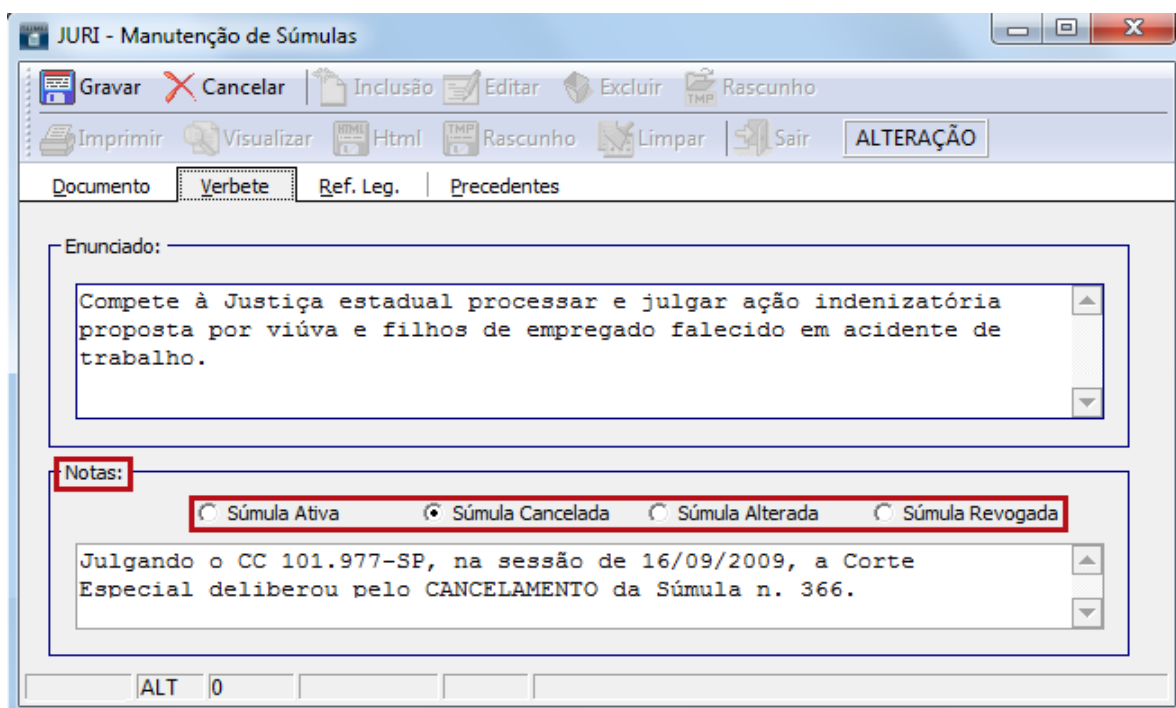 JURI - Manutenção de Súmulas
Gravar Cancelar Inclusão Editar Excluir TMP Rascunho
Imprimir Visualizar HTML Html TMP Rascunho Limpar Sair ALTERAÇÃO
Documento Verbete Ref. Leg. Precedentes
Enunciado:
Compete à Justiça estadual processar e julgar ação indenizatória
proposta por viúva e filhos de empregado falecido em acidente de
trabalho.
Notas:
Súmula Ativa Súmula Cancelada Súmula Alterada Súmula Revogada
Julgando o CC 101.977-SP, na sessão de 16/09/2009, a Corte
Especial deliberou pelo CANCELAMENTO da Súmula n. 366.
ALT 0